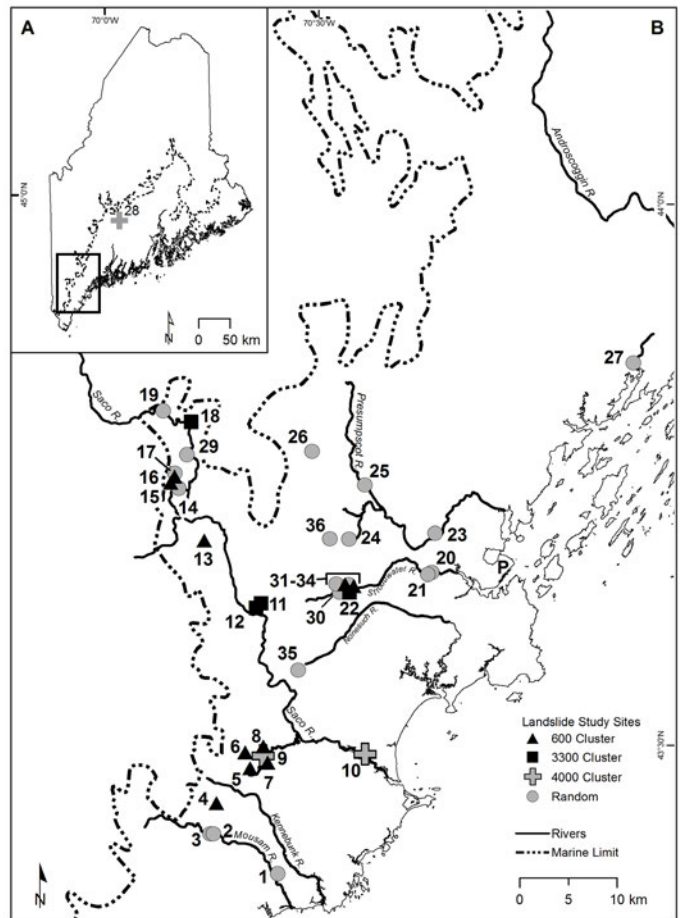 A
B
70°0'W
70°30'W
45°0'N
28
N
0 50 km
Androscoggin R.
44°0'N
27
Saco R.
19
18
Presumpscot R.
29
26
17
16
15
14
25
36
24
23
13
31-34
20
21
P
Stroudwater R.
30
22
12
11
Nonesuch R.
35
Saco R.
43°30'N
8
6
9
10
5
7
4
Kennebunk R.
3
2
Mousam R.
1
Landslide Study Sites
600 Cluster
3300 Cluster
4000 Cluster
Random
Rivers
Marine Limit
N
0 5 10 km